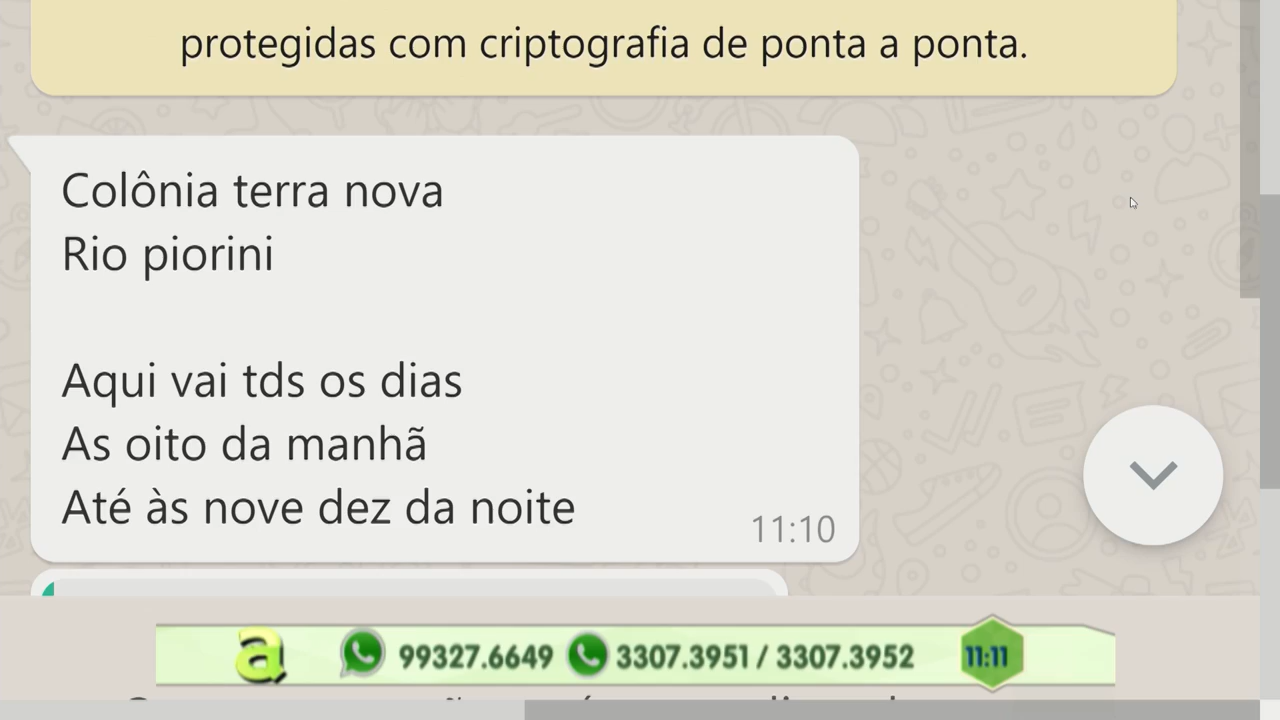 protegidas com criptografia de ponta a ponta.
Colônia terra nova
Rio piorini
Aqui vai tds os dias
As oito da manhã
Até às nove dez da noite
11:10
a 99327.6649 3307.3951 / 3307.3952 11:11